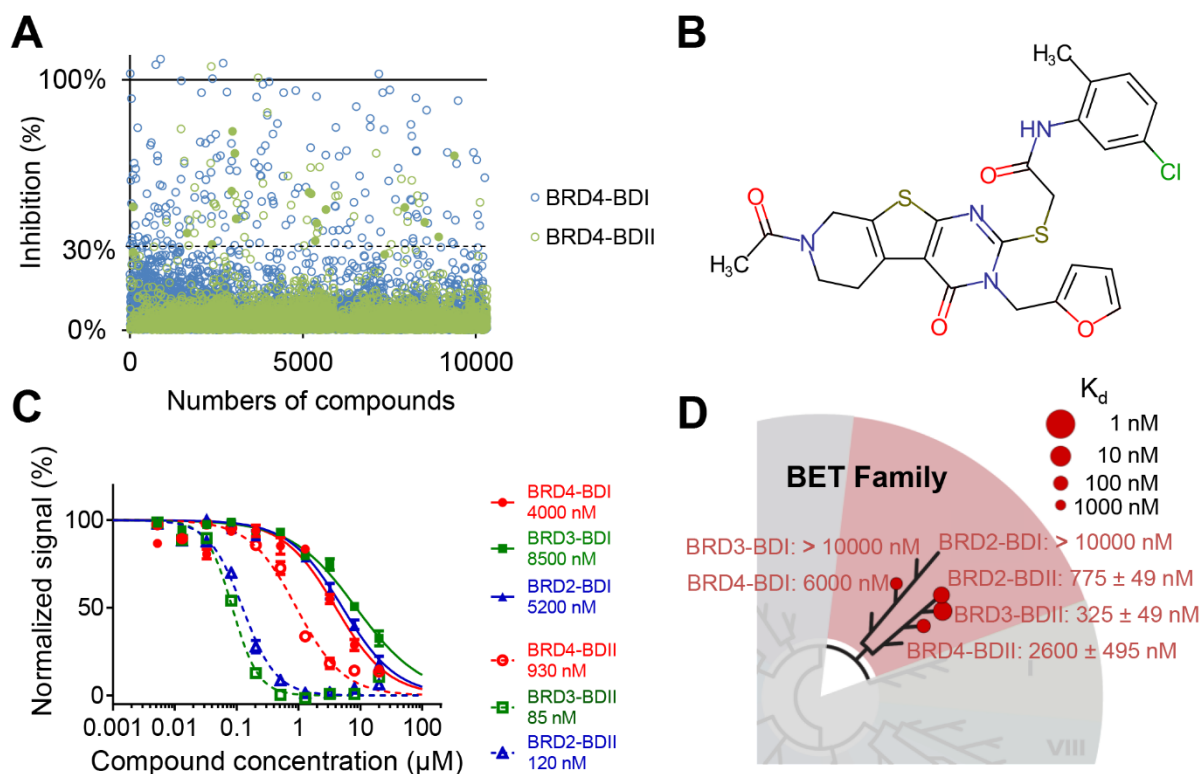 A
Inhibition (%)
100%
30%
0%
0
5000
10000
Numbers of compounds
BRD4-BDI
BRD4-BDII
B
H₃C
HN
O
Cl
S
N
S
O
N
H₃C
N
O
O
C
Normalized signal (%)
100
50
0
0.001
0.01
0.1
1
10
100
Compound concentration (µM)
BRD4-BDI
4000 nM
BRD3-BDI
8500 nM
BRD2-BDI
5200 nM
BRD4-BDII
930 nM
BRD3-BDII
85 nM
BRD2-BDII
120 nM
D
Kd
1 nM
10 nM
100 nM
1000 nM
BET Family
BRD3-BDI: > 10000 nM
BRD4-BDI: 6000 nM
BRD2-BDI: > 10000 nM
BRD2-BDII: 775 ± 49 nM
BRD3-BDII: 325 ± 49 nM
BRD4-BDII: 2600 ± 495 nM
I
VIII